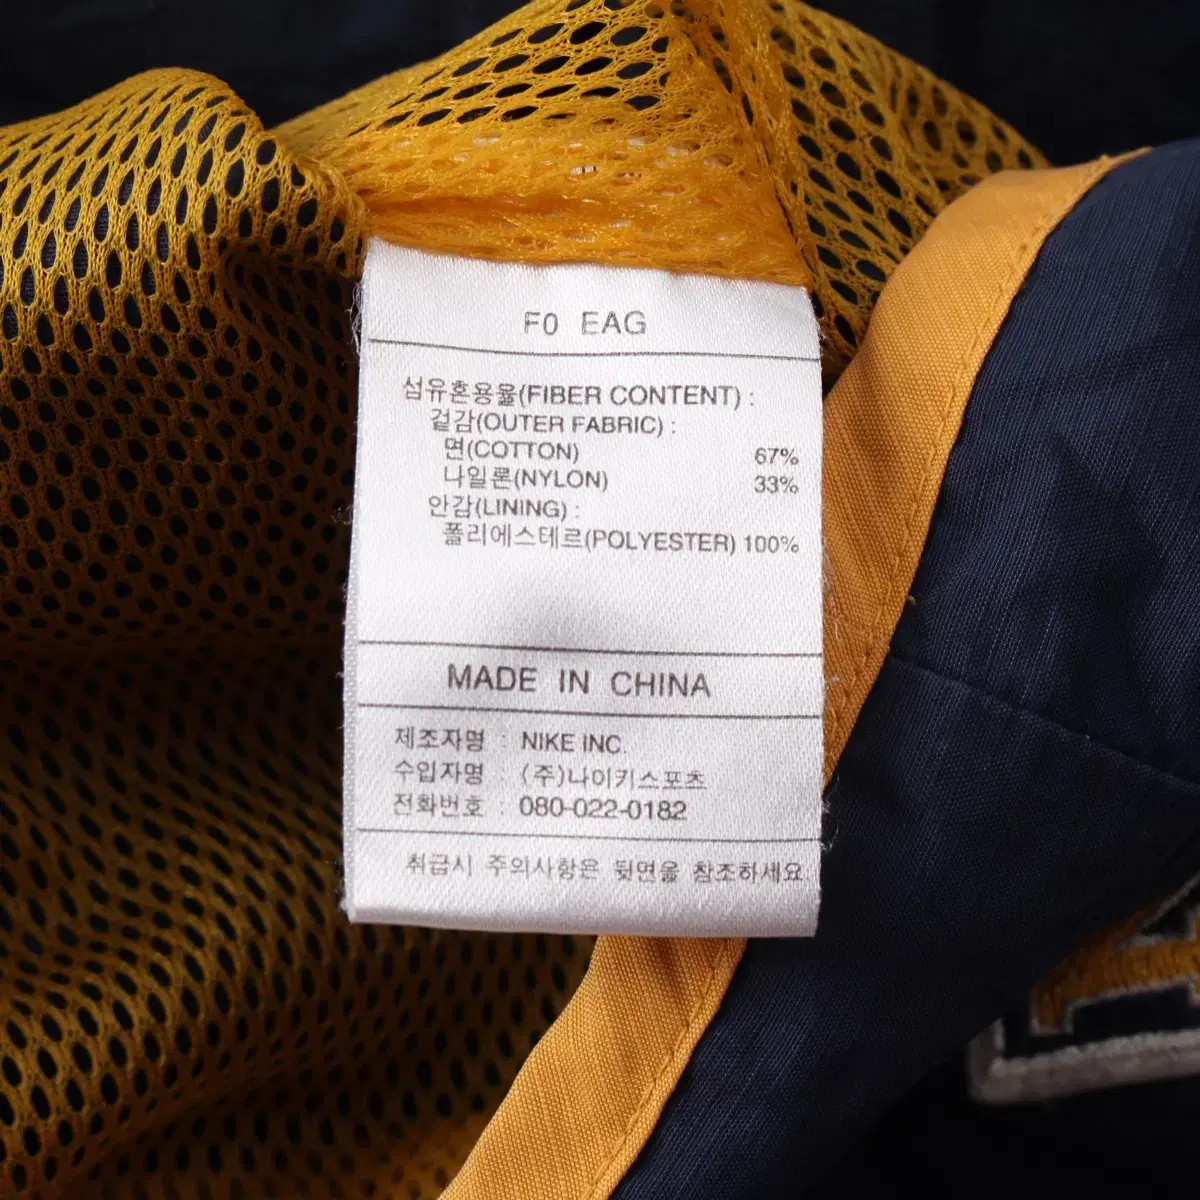 F0 EAG
섬유혼용율(FIBER CONTENT) :
겉감(OUTER FABRIC) :
면(COTTON) 67%
나일론(NYLON) 33%
안감(LINING) :
폴리에스테르(POLYESTER) 100%
MADE IN CHINA
제조자명 : NIKE INC.
수입자명 : (주)나이키스포츠
전화번호 : 080-022-0182
취급시 주의사항은 뒷면을 참조하세요.